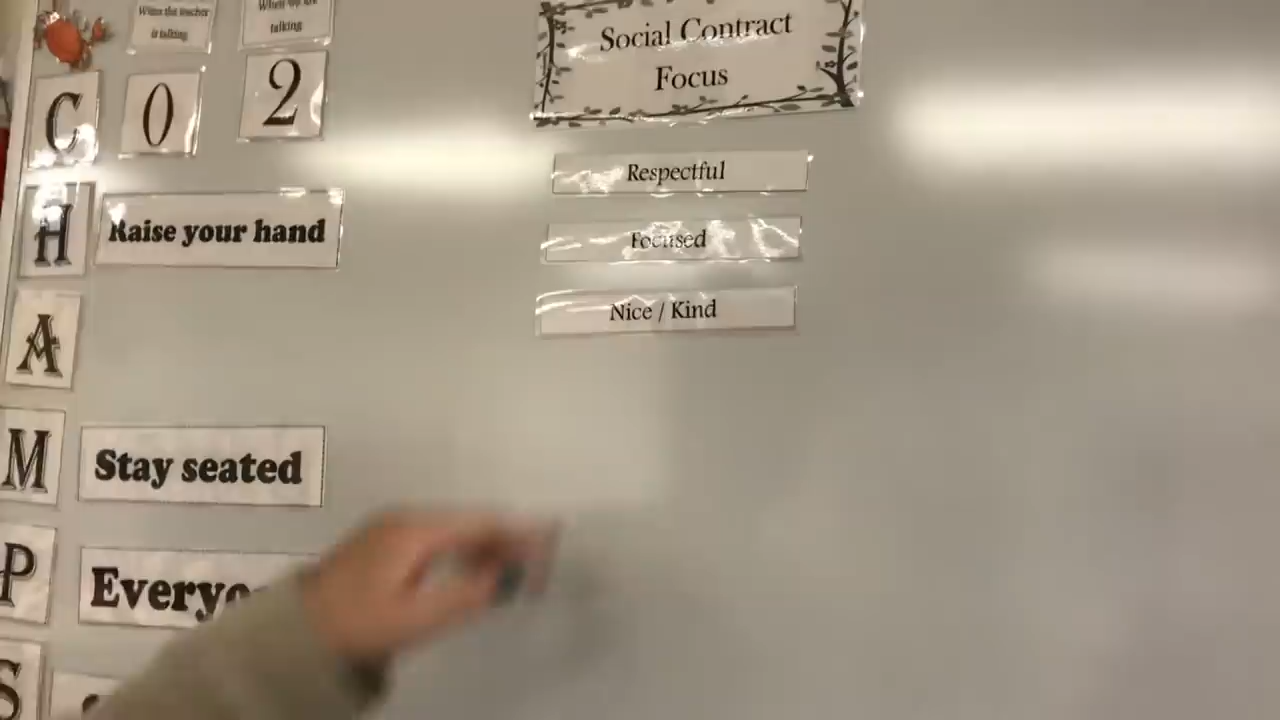 When the teacher
is talking
When we are
talking
C
0
2
H
Raise your hand
A
M
Stay seated
P
S
Social Contract
Focus
Respectful
Focused
Nice / Kind